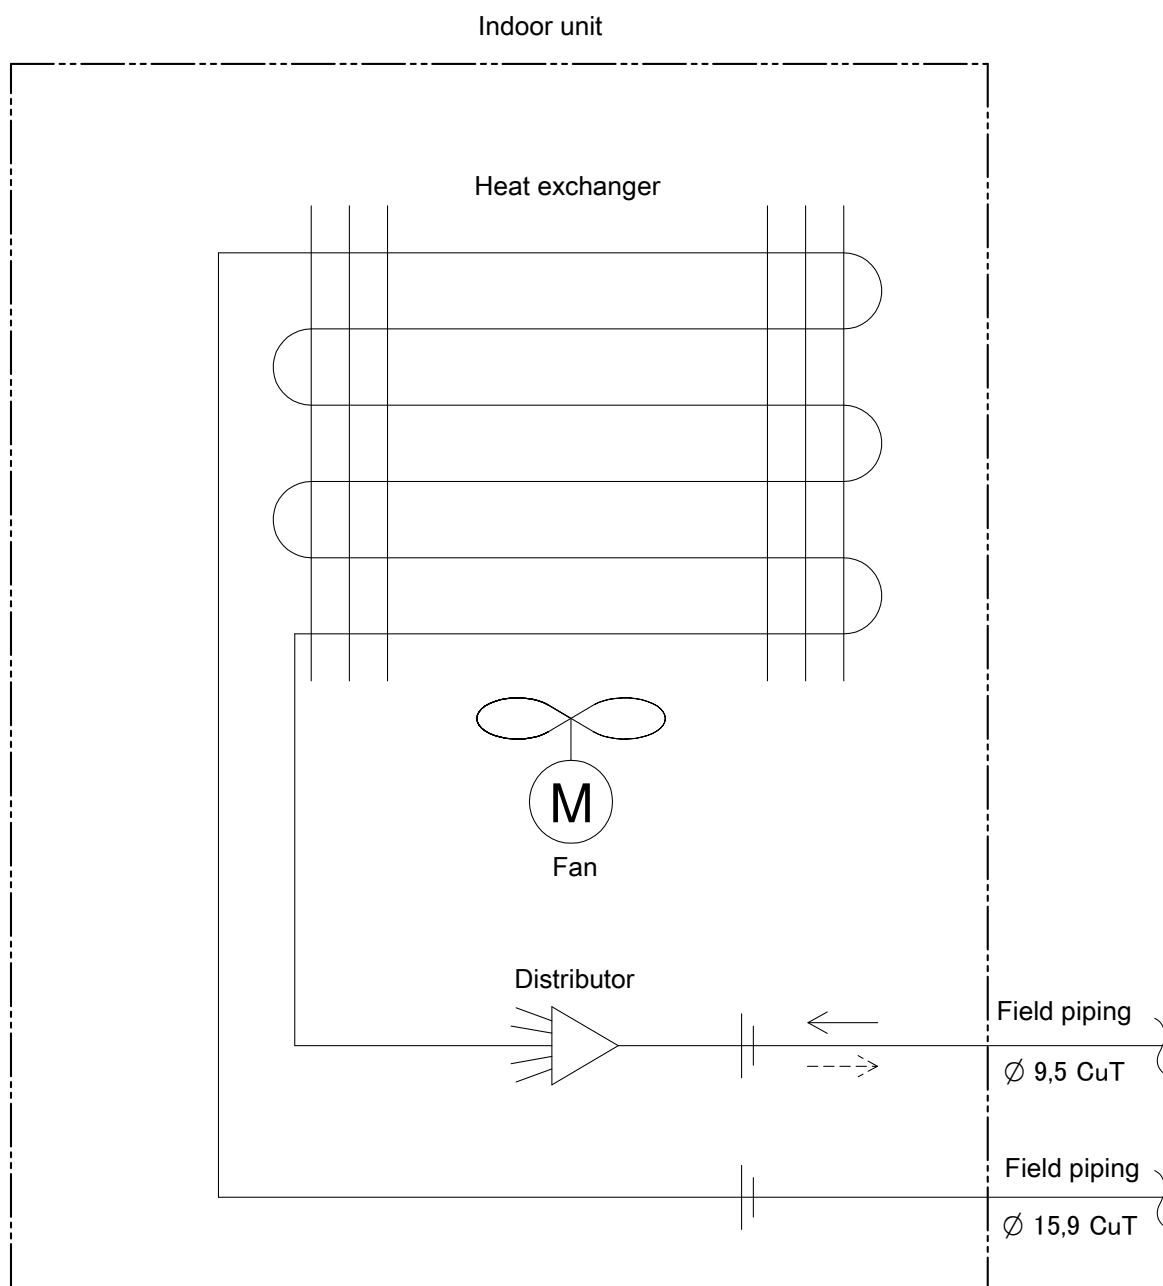 Indoor unit
Heat exchanger
M
Fan
Distributor
Field piping
∅ 9,5 CuT
Field piping
∅ 15,9 CuT